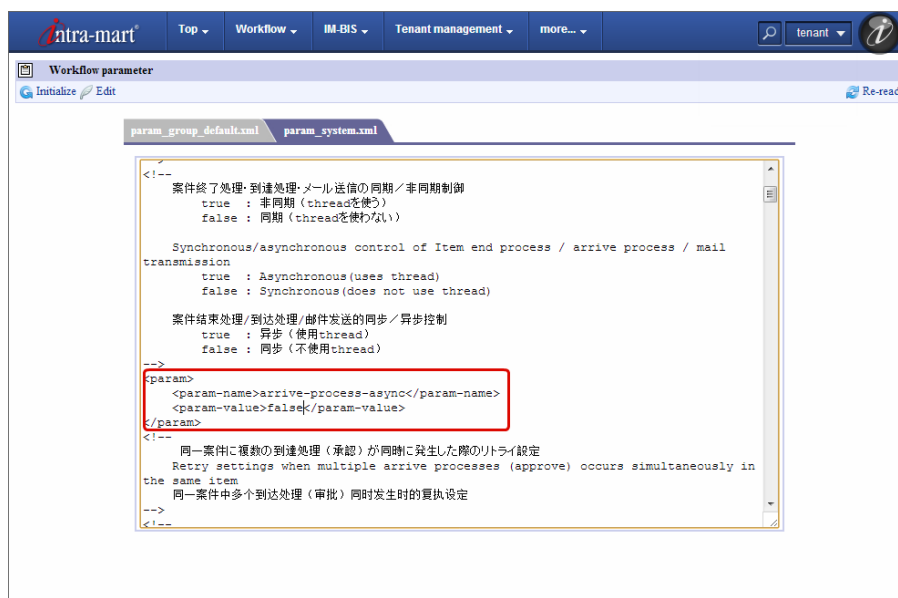 intra-mart
Top
Workflow
IM-BIS
Tenant management
more...
tenant
Workflow parameter
Initialize Edit
Re-read
param_group_default.xml param_system.xml
<!--
案件終了処理・到達処理・メール送信の同期／非同期制御
true : 非同期（threadを使う）
false : 同期（threadを使わない）
Synchronous/asynchronous control of Item end process / arrive process / mail
transmission
true : Asynchronous(uses thread)
false : Synchronous(does not use thread)
案件结束处理/到达处理/邮件发送的同步／异步控制
true : 异步（使用thread）
false : 同步（不使用thread）
-->
<param>
<param-name>arrive-process-async</param-name>
<param-value>false</param-value>
</param>
<!--
同一案件に複数の到達処理（承認）が同時に発生した際のリトライ設定
Retry settings when multiple arrive processes (approve) occurs simultaneously in
the same item
同一案件中多个到达处理（审批）同时发生时的复执设定
-->
<!--